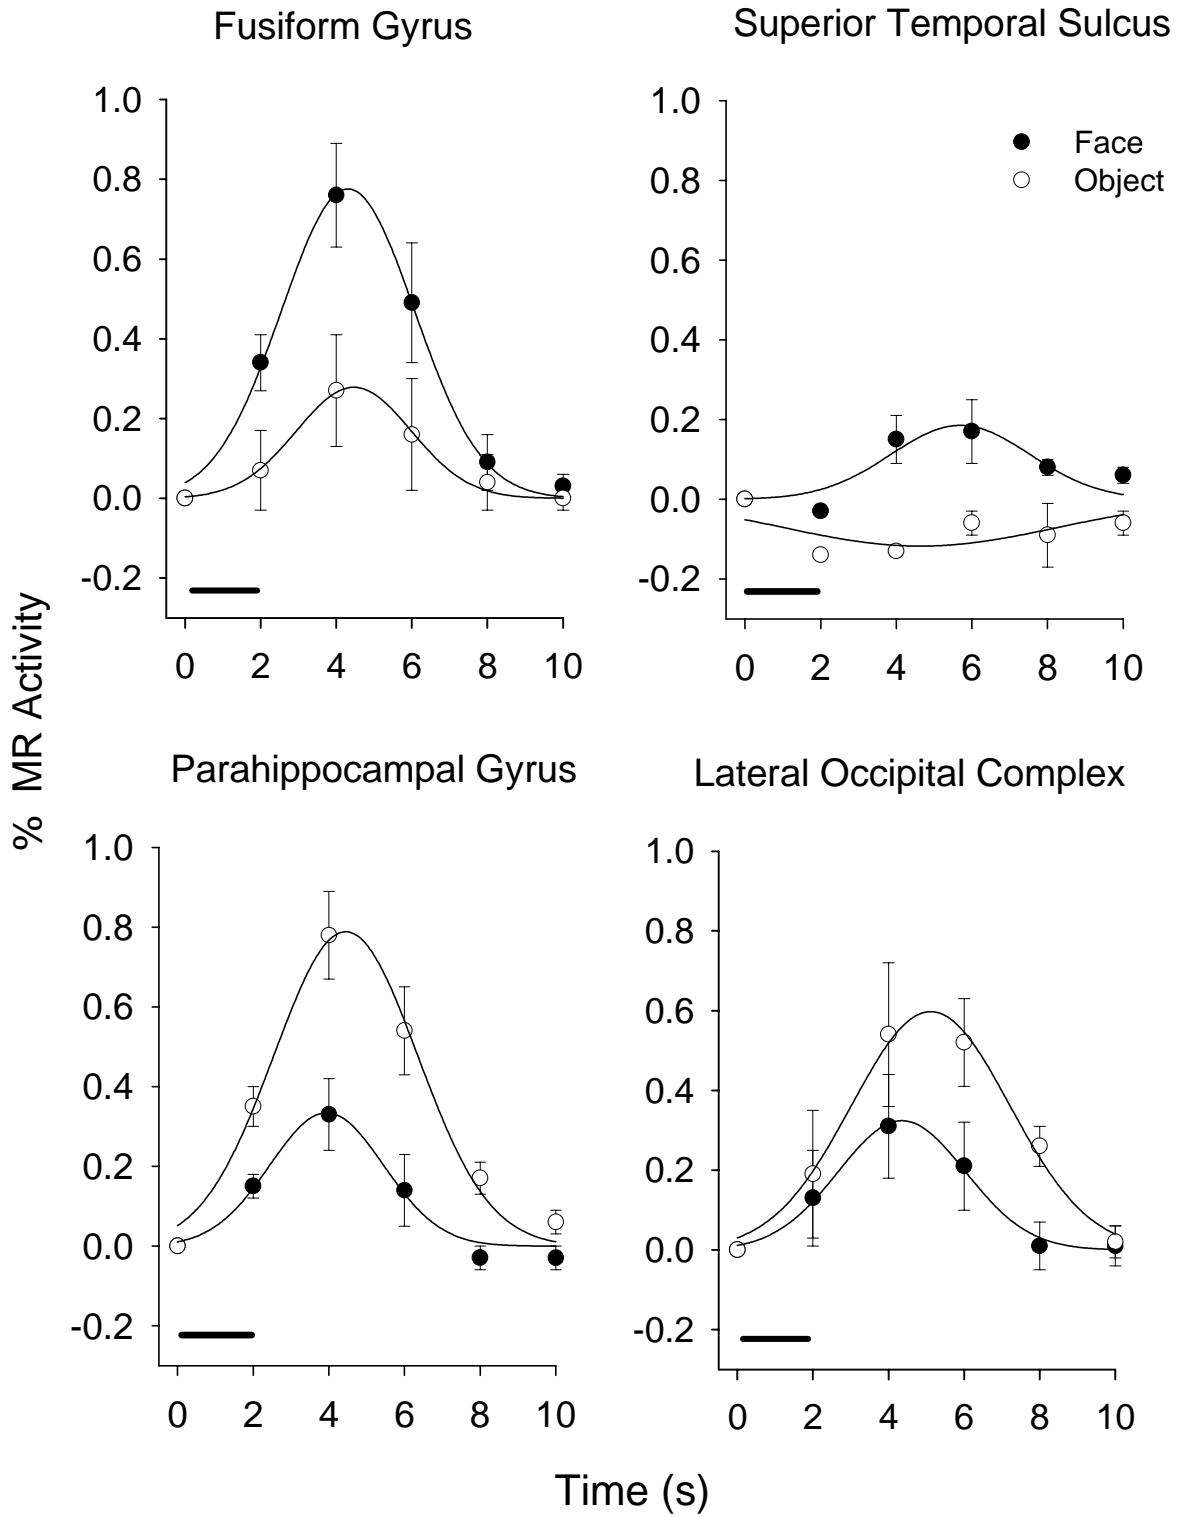 Fusiform Gyrus
1.0
0.8
0.6
0.4
0.2
0.0
-0.2
0 2 4 6 8 10
Superior Temporal Sulcus
1.0
0.8
0.6
0.4
0.2
0.0
-0.2
0 2 4 6 8 10
Face
Object
% MR Activity
Parahippocampal Gyrus
1.0
0.8
0.6
0.4
0.2
0.0
-0.2
0 2 4 6 8 10
Lateral Occipital Complex
1.0
0.8
0.6
0.4
0.2
0.0
-0.2
0 2 4 6 8 10
Time (s)